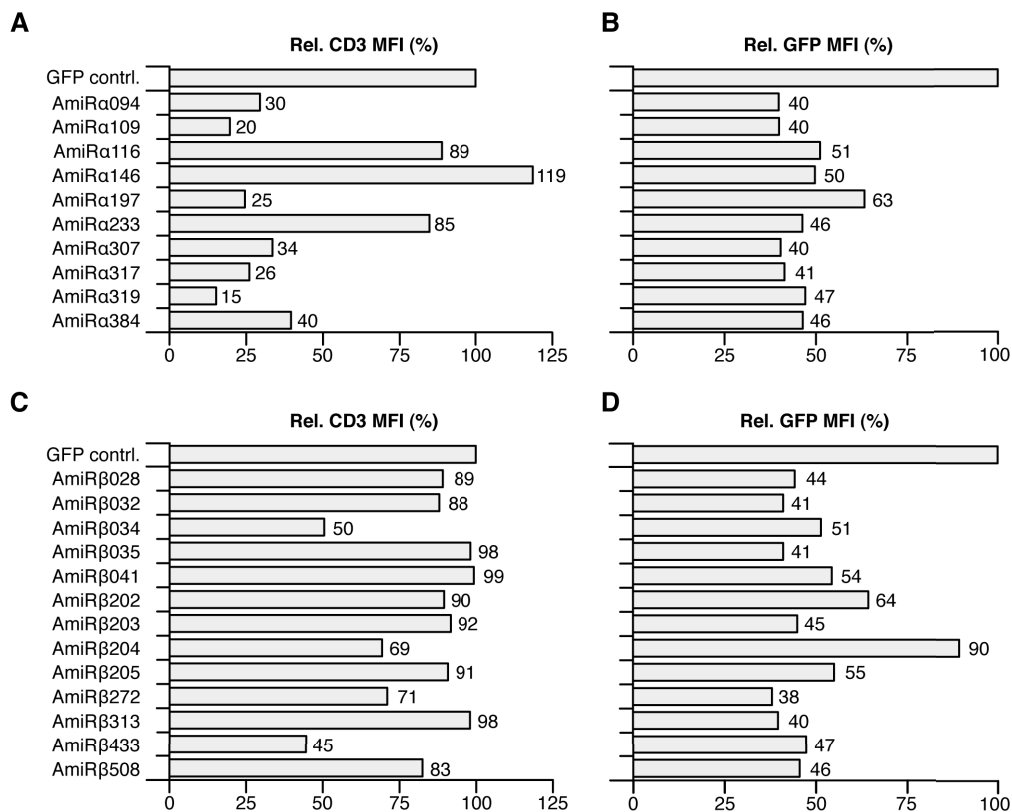 A
B
Rel. CD3 MFI (%)
Rel. GFP MFI (%)
GFP contrl.
AmiRα094 30 40
AmiRα109 20 40
AmiRα116 89 51
AmiRα146 119 50
AmiRα197 25 63
AmiRα233 85 46
AmiRα307 34 40
AmiRα317 26 41
AmiRα319 15 47
AmiRα384 40 46
0 25 50 75 100 125 0 25 50 75 100
C
D
Rel. CD3 MFI (%)
Rel. GFP MFI (%)
GFP contrl.
AmiRβ028 89 44
AmiRβ032 88 41
AmiRβ034 50 51
AmiRβ035 98 41
AmiRβ041 99 54
AmiRβ202 90 64
AmiRβ203 92 45
AmiRβ204 69 90
AmiRβ205 91 55
AmiRβ272 71 38
AmiRβ313 98 40
AmiRβ433 45 47
AmiRβ508 83 46
0 25 50 75 100 125 0 25 50 75 100